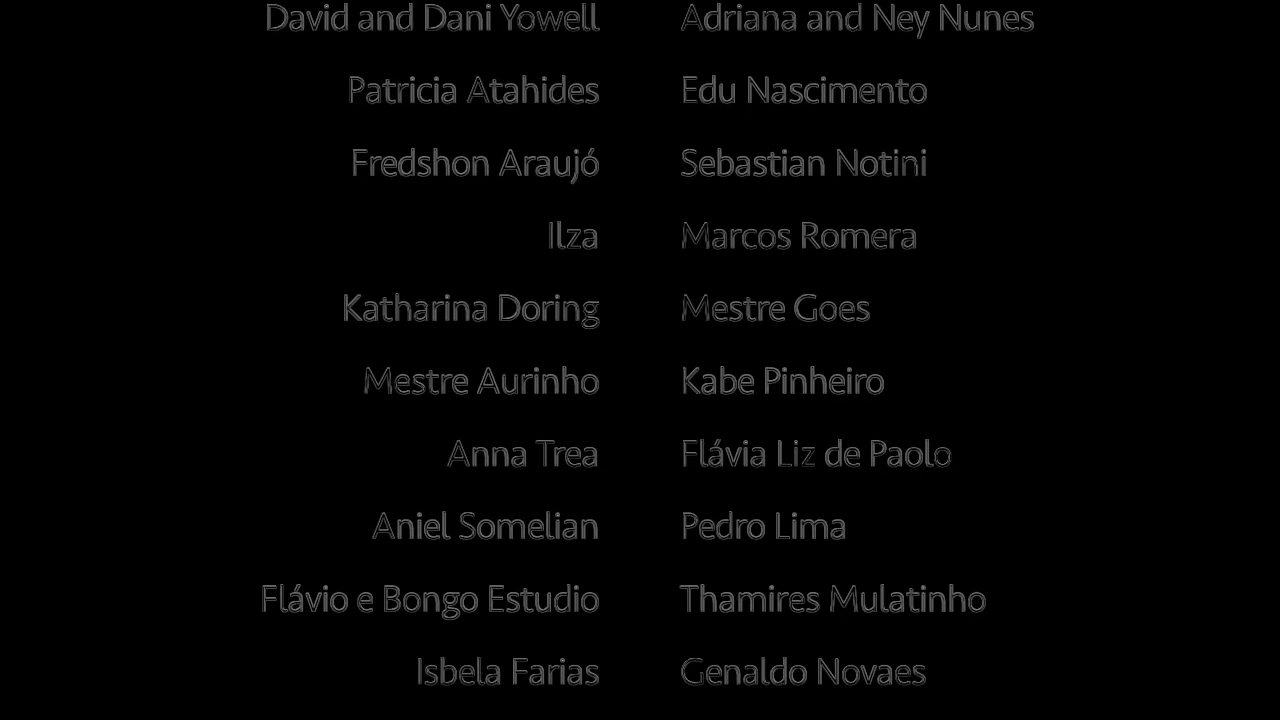 David and Dani Yowell Adriana and Ney Nunes
Patricia Atahides Edu Nascimento
Fredshon Araujó Sebastian Notini
Ilza Marcos Romera
Katharina Doring Mestre Goes
Mestre Aurinho Kabe Pinheiro
Anna Trea Flávia Liz de Paolo
Aniel Somelian Pedro Lima
Flávio e Bongo Estudio Thamires Mulatinho
Isbela Farias Genaldo Novaes